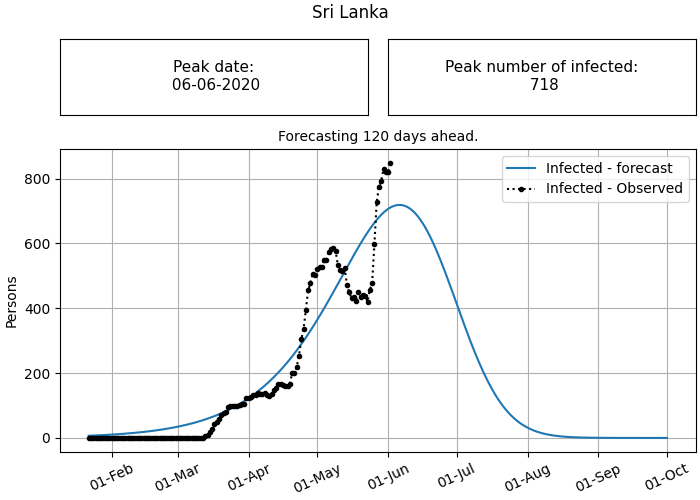 Sri Lanka
Peak date:
06-06-2020
Peak number of infected:
718
Forecasting 120 days ahead.
Infected - forecast
Infected - Observed
Persons
800
600
400
200
0
01-Feb
01-Mar
01-Apr
01-May
01-Jun
01-Jul
01-Aug
01-Sep
01-Oct